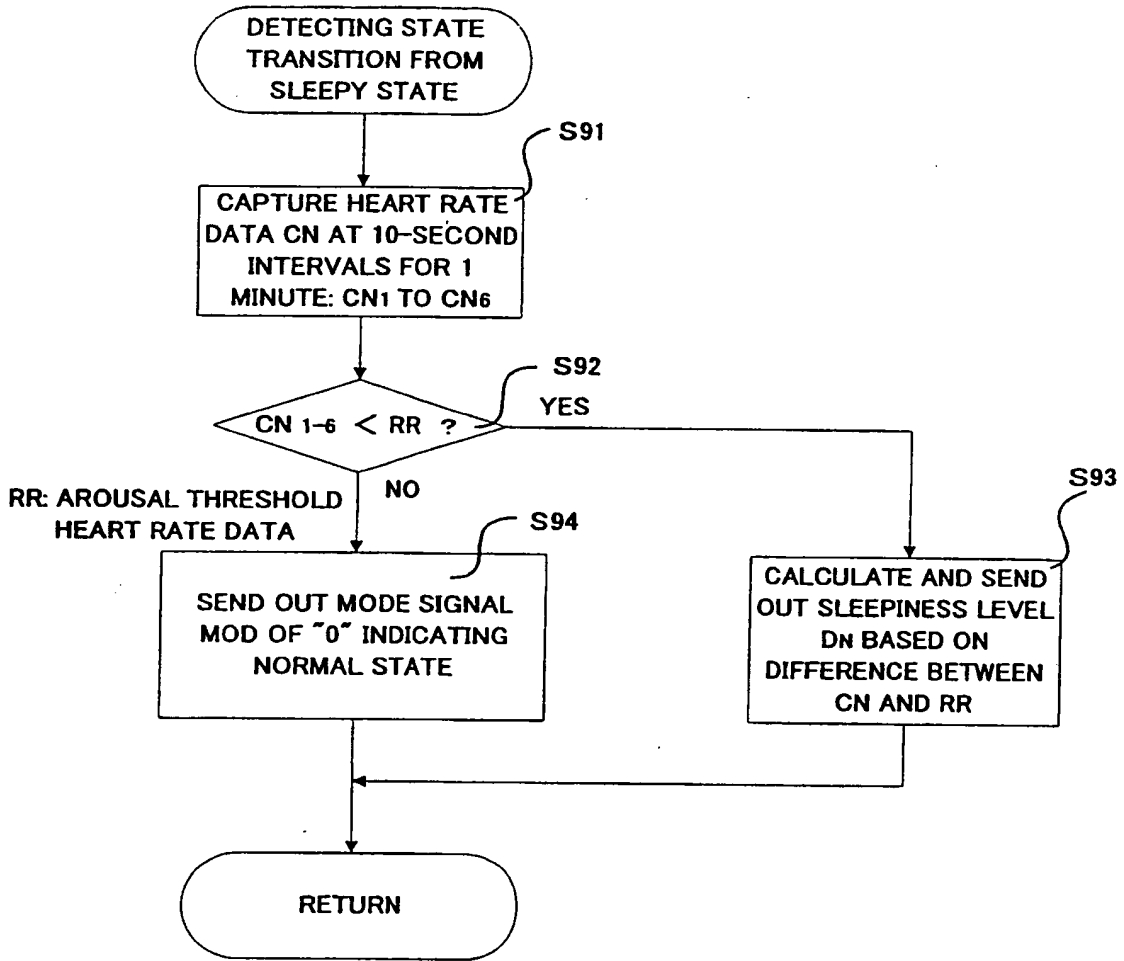 DETECTING STATE
TRANSITION FROM
SLEEPY STATE
S91
CAPTURE HEART RATE
DATA CN AT 10-SECOND
INTERVALS FOR 1
MINUTE: CN1 TO CN6
S92
CN 1-6 < RR ?
YES
NO
RR: AROUSAL THRESHOLD
HEART RATE DATA
S93
S94
SEND OUT MODE SIGNAL
MOD OF "0" INDICATING
NORMAL STATE
CALCULATE AND SEND
OUT SLEEPINESS LEVEL
DN BASED ON
DIFFERENCE BETWEEN
CN AND RR
RETURN